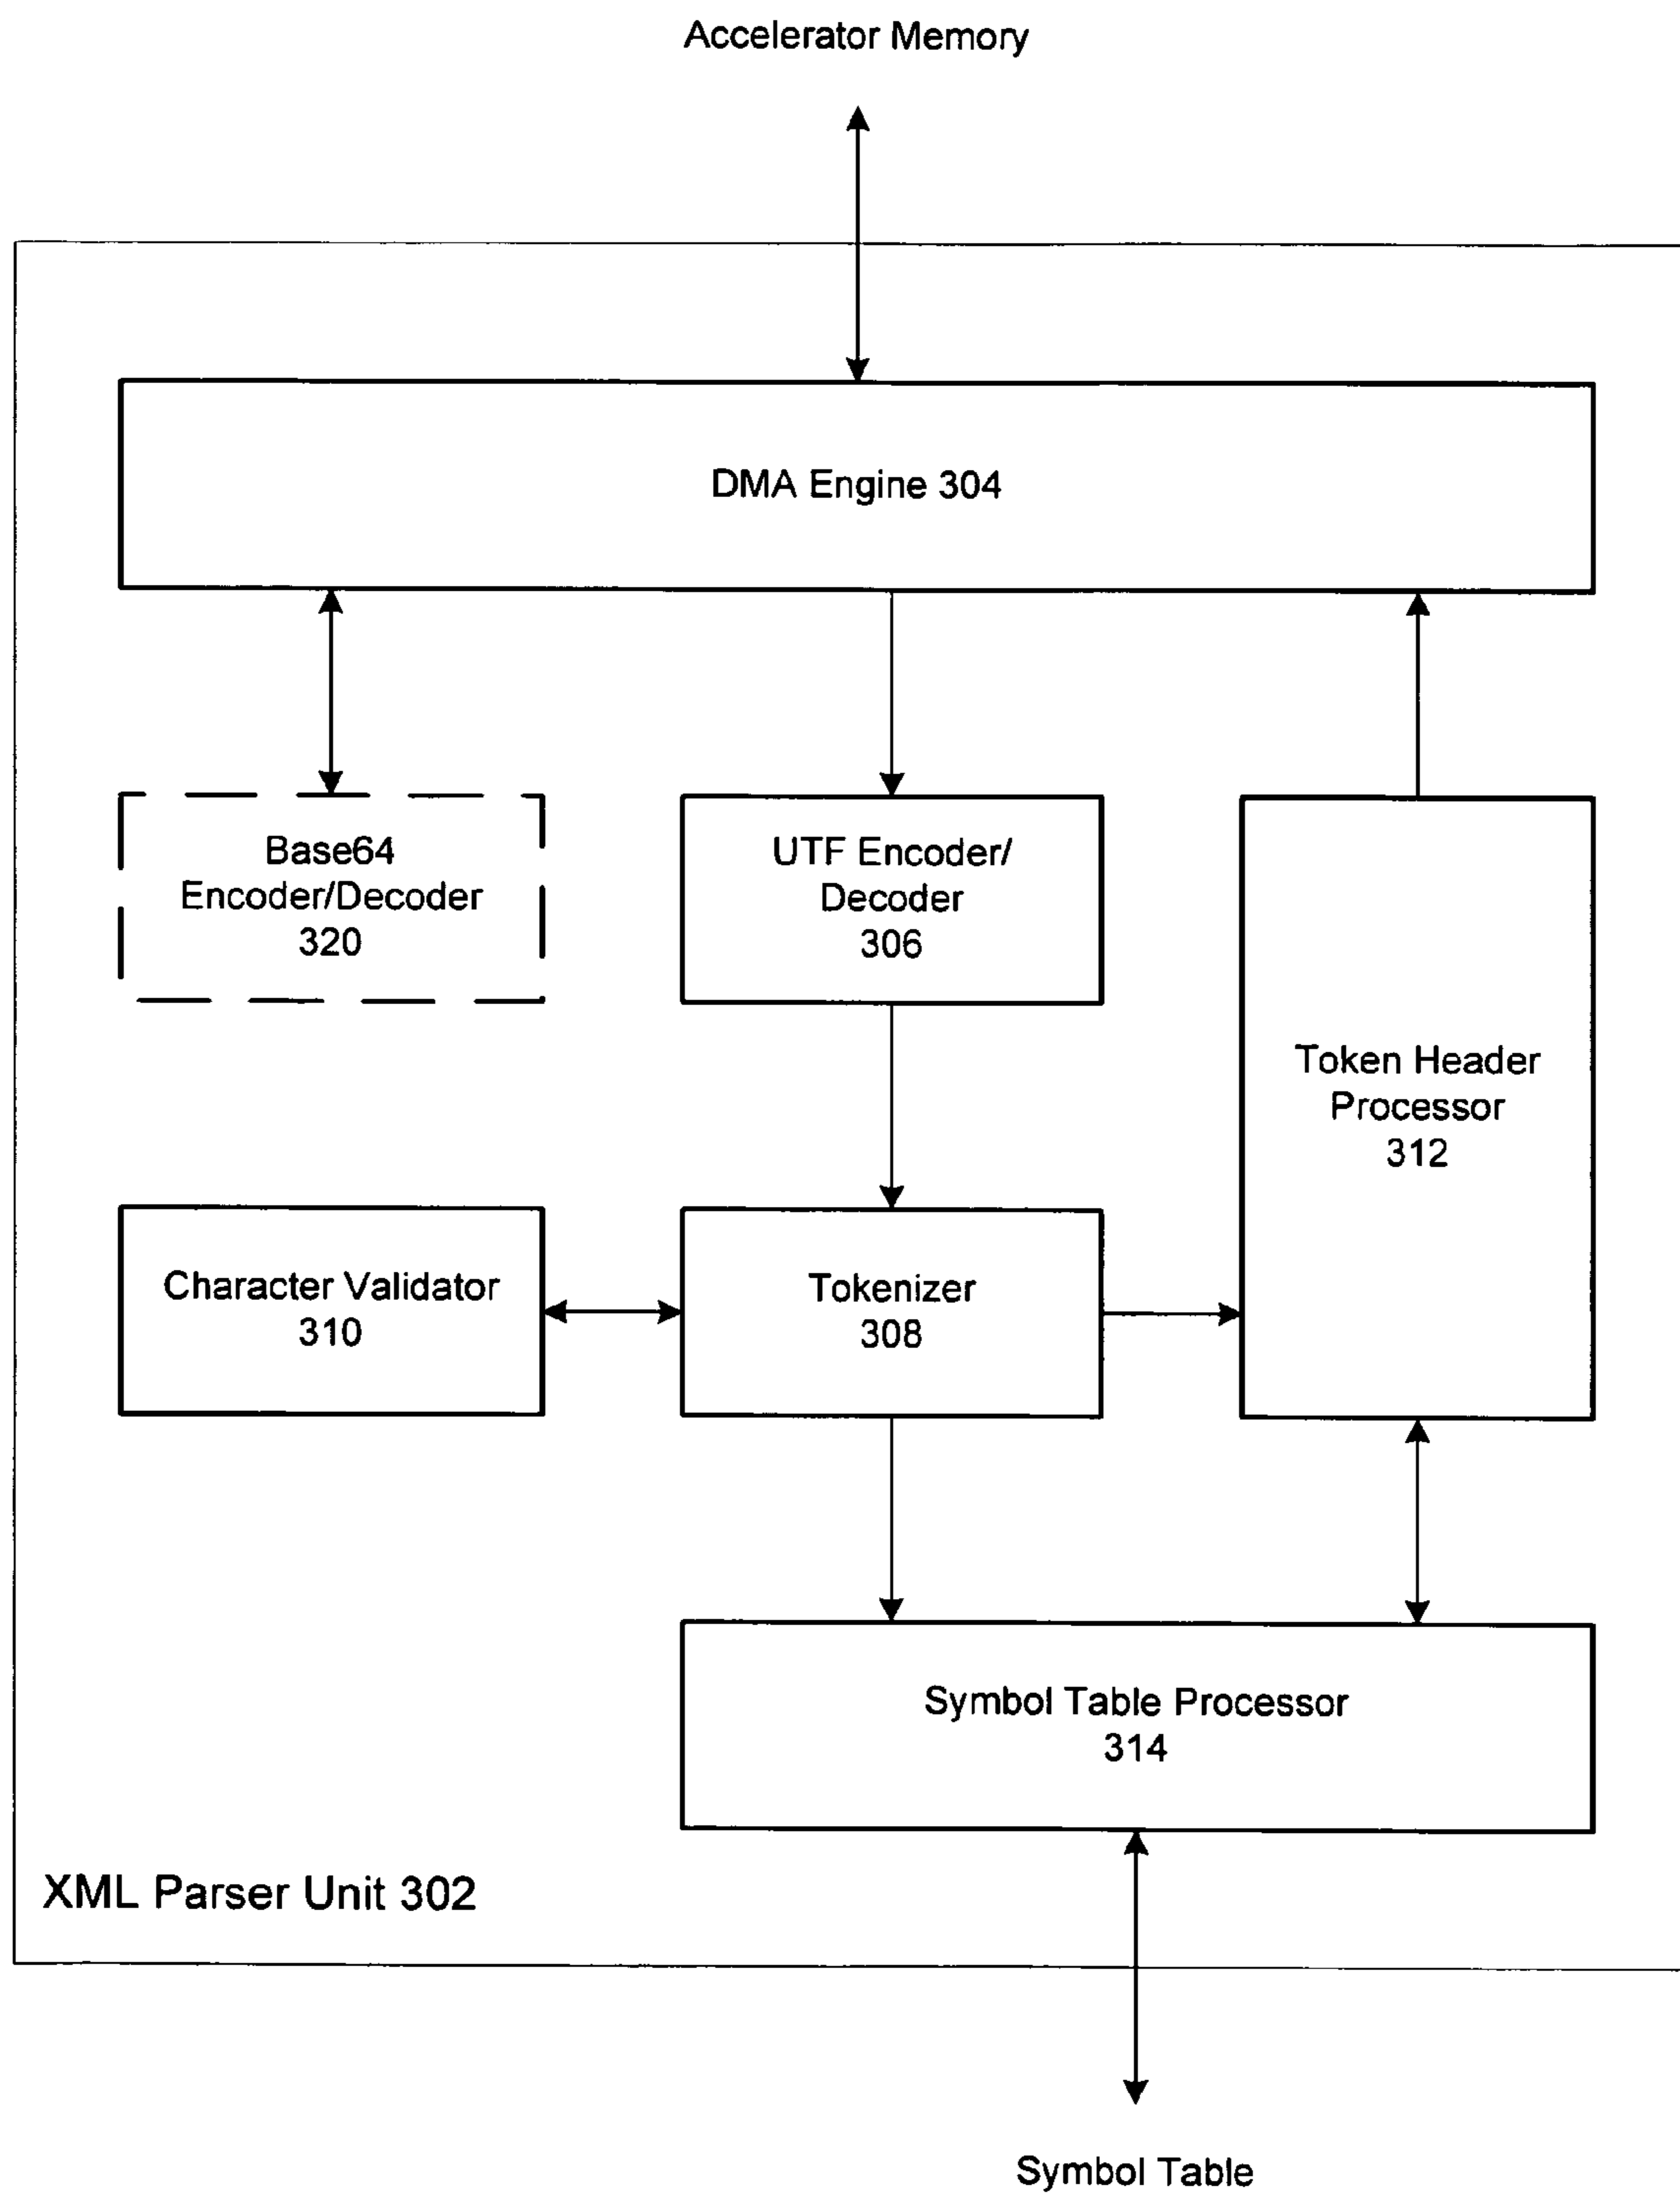 Accelerator Memory
DMA Engine 304
Base64
Encoder/Decoder
320
UTF Encoder/
Decoder
306
Token Header
Processor
312
Character Validator
310
Tokenizer
308
Symbol Table Processor
314
XML Parser Unit 302
Symbol Table